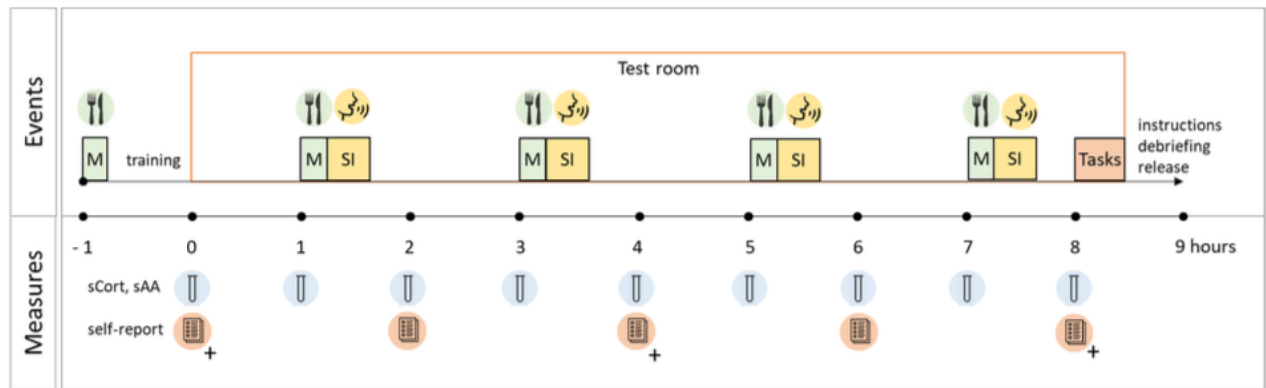 Events
Test room
M
training
M SI
M SI
M SI
M SI
Tasks
instructions
debriefing
release
Measures
- 1 0 1 2 3 4 5 6 7 8 9 hours
sCort, sAA
self-report
+ + +